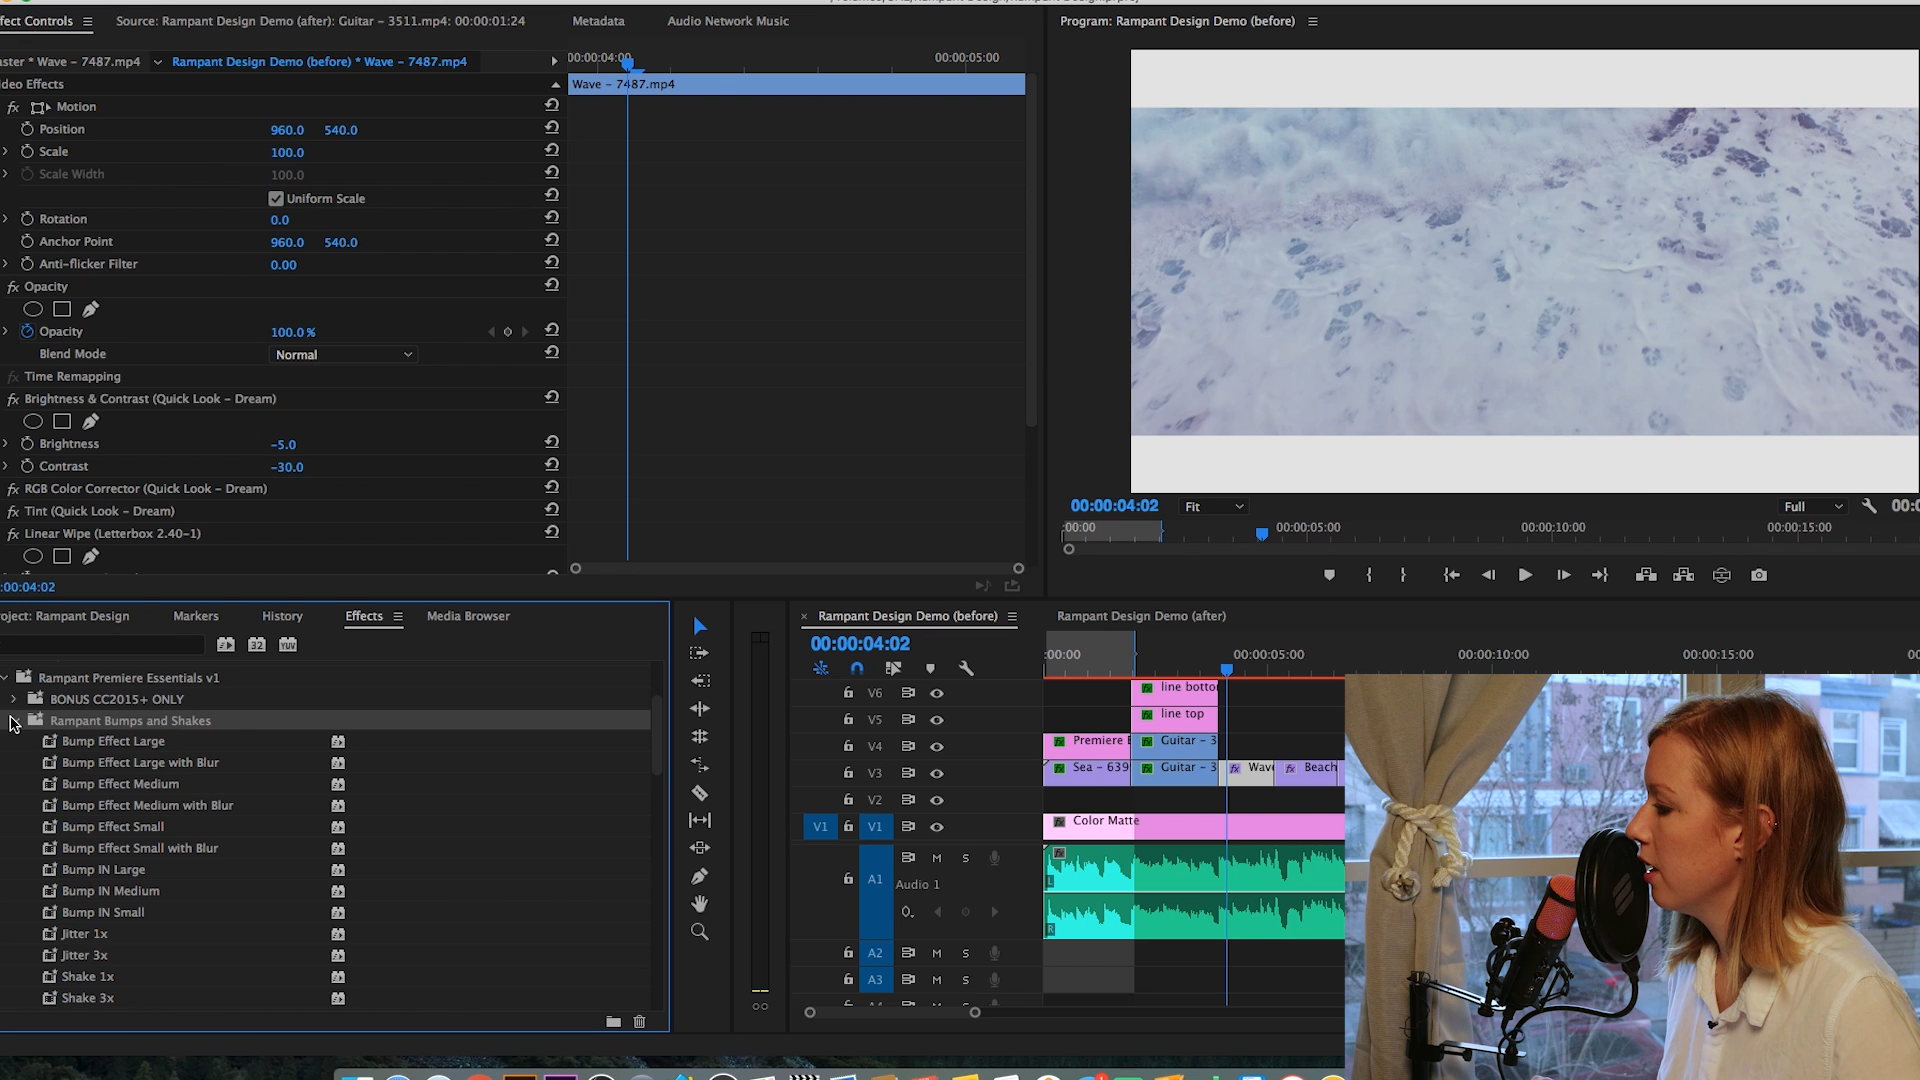 fect Controls
Source: Rampant Design Demo (after): Guitar - 3511.mp4: 00:00:01:24
Metadata
Audio Network Music
Program: Rampant Design Demo (before)
aster * Wave - 7487.mp4
Rampant Design Demo (before) * Wave - 7487.mp4
00:00:04:00
00:00:05:00
ideo Effects
Wave - 7487.mp4
fx Motion
Position 960.0 540.0
Scale 100.0
Scale Width 100.0
Uniform Scale
Rotation 0.0
Anchor Point 960.0 540.0
Anti-flicker Filter 0.00
fx Opacity
Opacity 100.0 %
Blend Mode Normal
fx Time Remapping
fx Brightness & Contrast (Quick Look - Dream)
Brightness -5.0
Contrast -30.0
fx RGB Color Corrector (Quick Look - Dream)
fx Tint (Quick Look - Dream)
fx Linear Wipe (Letterbox 2.40-1)
:00:04:02
00:00:04:02 Fit Full 00:0
:00:00 00:00:05:00 00:00:10:00 00:00:15:00
oject: Rampant Design
Markers
History
Effects
Media Browser
32 YUV
Rampant Premiere Essentials v1
BONUS CC2015+ ONLY
Rampant Bumps and Shakes
Bump Effect Large
Bump Effect Large with Blur
Bump Effect Medium
Bump Effect Medium with Blur
Bump Effect Small
Bump Effect Small with Blur
Bump IN Large
Bump IN Medium
Bump IN Small
Jitter 1x
Jitter 3x
Shake 1x
Shake 3x
× Rampant Design Demo (before)
Rampant Design Demo (after)
00:00:04:02
:00:00 00:00:05:00 00:00:10:00 00:00:15:00 00
V6 line botto
V5 line top
V4 Premiere E Guitar - 3
V3 Sea - 639 Guitar - 3 Wave Beach
V2
V1 V1 Color Matte
A1 M S
Audio 1
L
R
A2 M S
A3 M S